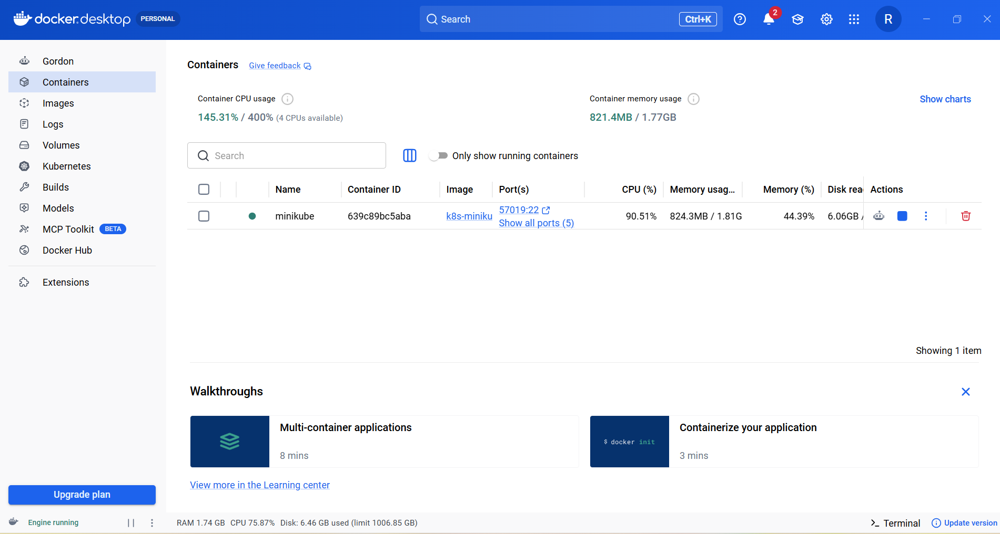 docker.desktop PERSONAL
Search Ctrl+K
2
R
Gordon
Containers
Images
Logs
Volumes
Kubernetes
Builds
Models
MCP Toolkit BETA
Docker Hub
Extensions
Upgrade plan
Containers Give feedback
Container CPU usage
145.31% / 400% (4 CPUs available)
Container memory usage
821.4MB / 1.77GB
Show charts
Search
Only show running containers
Name Container ID Image Port(s) CPU (%) Memory usag... Memory (%) Disk rea Actions
minikube 639c89bc5aba k8s-miniku 57019:22 90.51% 824.3MB / 1.81G 44.39% 6.06GB /
Show all ports (5)
Showing 1 item
Walkthroughs
Multi-container applications
8 mins
$ docker init
Containerize your application
3 mins
View more in the Learning center
Engine running
RAM 1.74 GB CPU 75.87% Disk: 6.46 GB used (limit 1006.85 GB)
Terminal
Update version